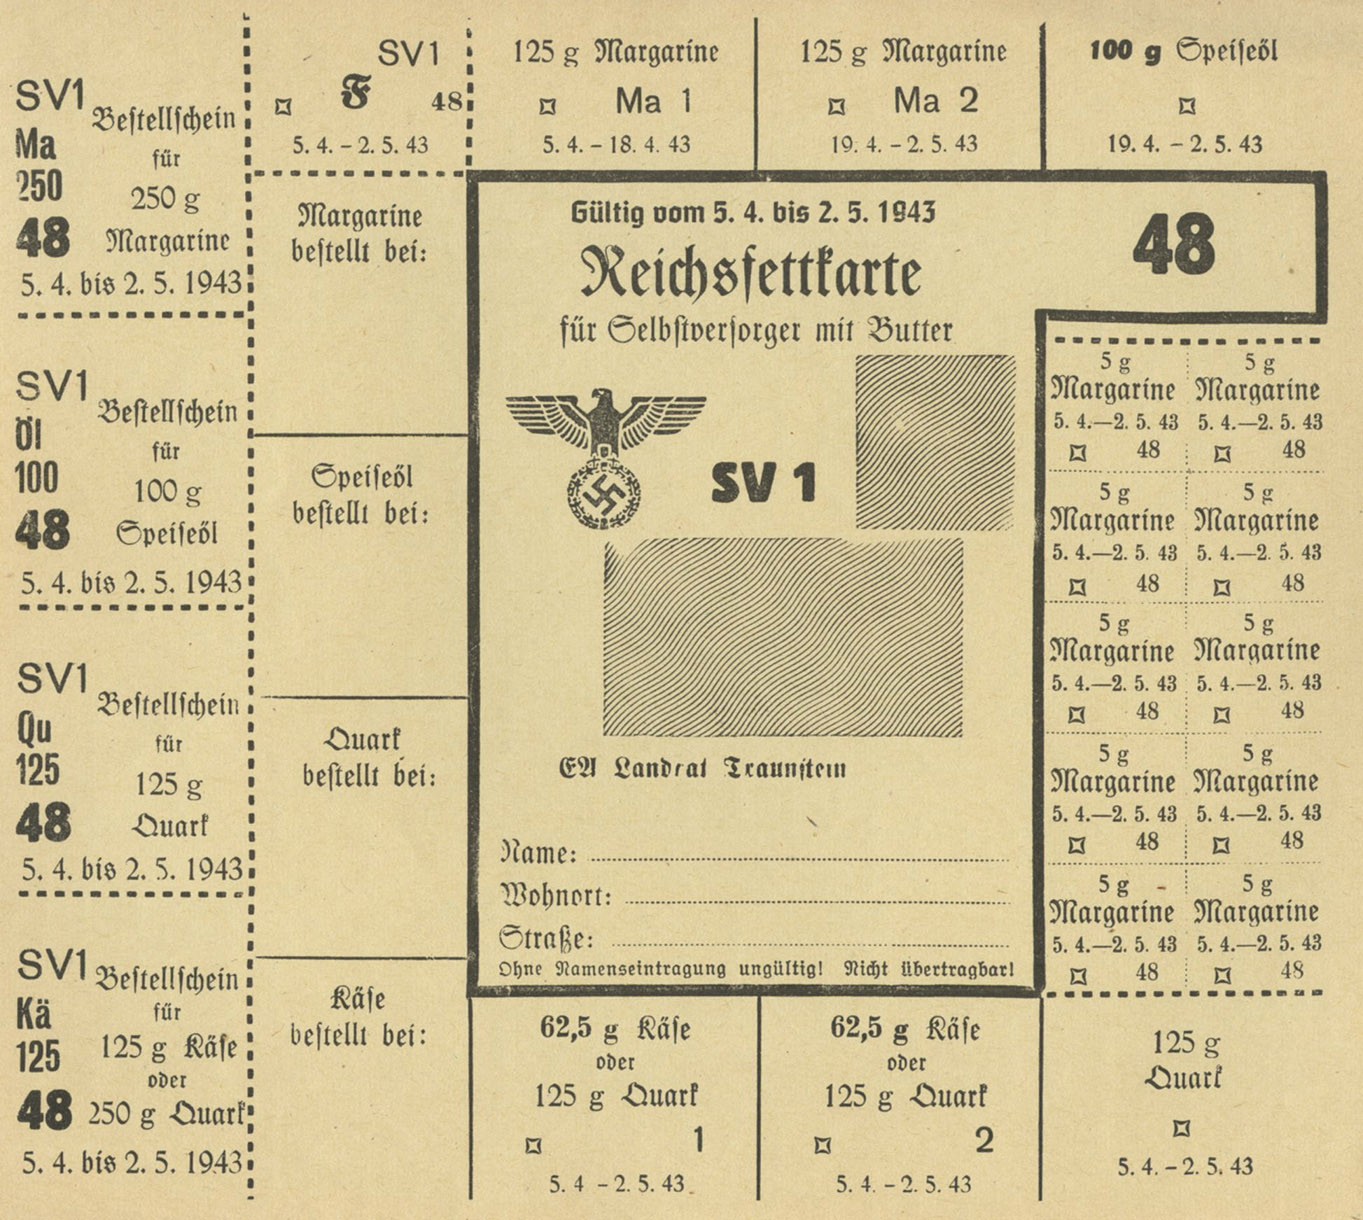 SV1
Ma
250
48
Bestellschein
für
250 g
Margarine
5. 4. bis 2. 5. 1943
SV1
Öl
100
48
Bestellschein
für
100 g
Speiseöl
5. 4. bis 2. 5. 1943
SV1
Qu
125
48
Bestellschein
für
125 g
Quark
5. 4. bis 2. 5. 1943
SV1
Kä
125
48
Bestellschein
für
125 g Käse
oder
250 g Quark
5. 4. bis 2. 5. 1943
SV1
F 48
5. 4. – 2. 5. 43
Margarine
bestellt bei:
Speiseöl
bestellt bei:
Quark
bestellt bei:
Käse
bestellt bei:
125 g Margarine
Ma 1
5. 4. – 18. 4. 43
125 g Margarine
Ma 2
19. 4. – 2. 5. 43
100 g Speiseöl
19. 4. – 2. 5. 43
Gültig vom 5. 4. bis 2. 5. 1943
Reichsfettkarte
für Selbstversorger mit Butter
48
SV 1
EA Landrat Traunstein
Name:
Wohnort:
Straße:
Ohne Namenseintragung ungültig! Nicht übertragbar!
5 g
Margarine
5. 4.—2. 5. 43
48
5 g
Margarine
5. 4.—2. 5. 43
48
5 g
Margarine
5. 4.—2. 5. 43
48
5 g
Margarine
5. 4.—2. 5. 43
48
5 g
Margarine
5. 4.—2. 5. 43
48
5 g
Margarine
5. 4.—2. 5. 43
48
5 g
Margarine
5. 4.—2. 5. 43
48
5 g
Margarine
5. 4.—2. 5. 43
48
5 g
Margarine
5. 4.—2. 5. 43
48
5 g
Margarine
5. 4.—2. 5. 43
48
62,5 g Käse
oder
125 g Quark
1
5. 4 – 2. 5. 43.
62,5 g Käse
oder
125 g Quark
2
5. 4. – 2. 5. 43
125 g
Quark
5. 4. – 2. 5. 43